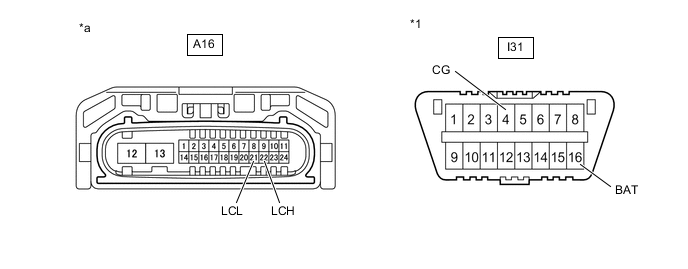 *a
*1
A16
I31
CG
1 2 3 4 5 6 7 8
1 2 3 4 5 6 7 8 9 10 11
12 13
14 15 16 17 18 19 20 21 22 23 24
9 10 11 12 13 14 15 16
BAT
LCL LCH